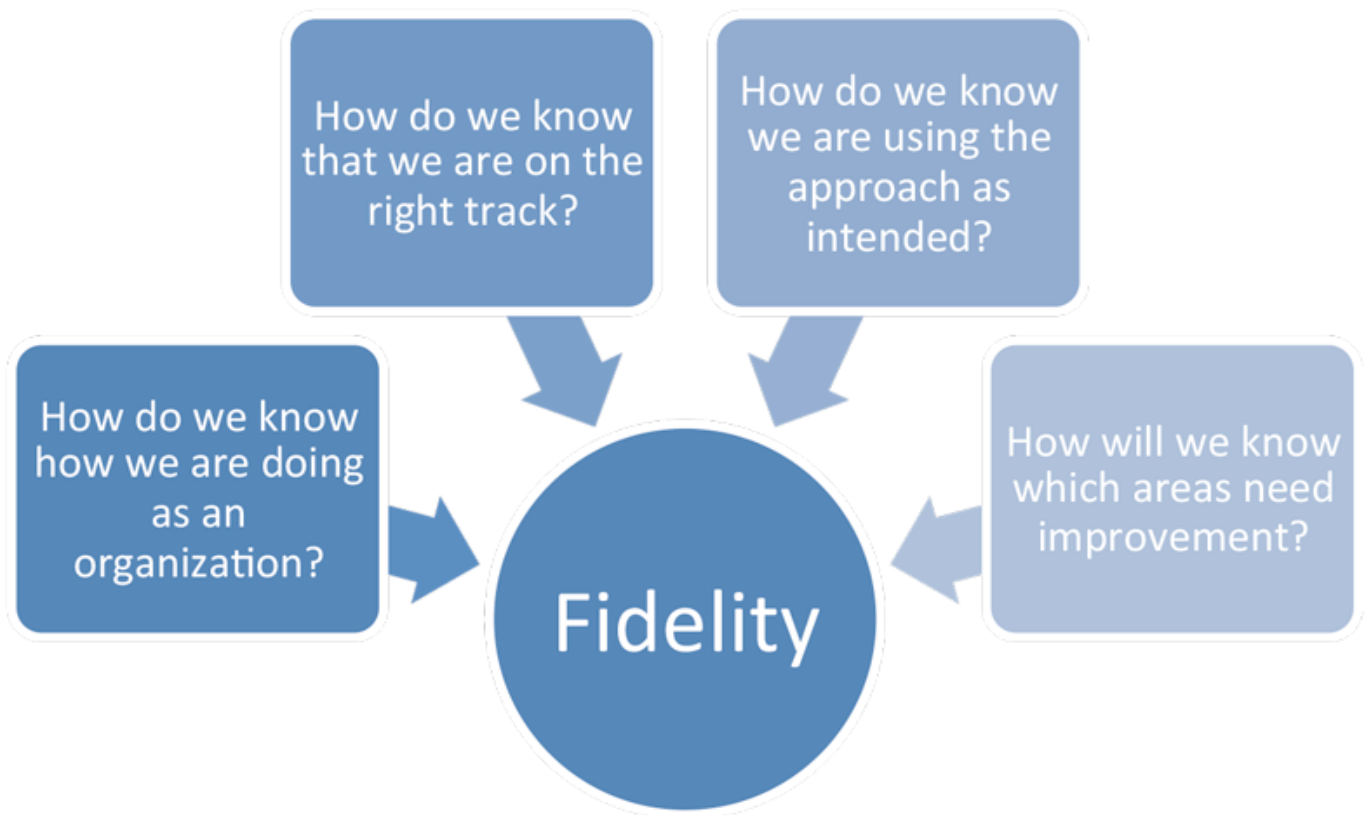 How do we know
that we are on the
right track?
How do we know
we are using the
approach as
intended?
How do we know
how we are doing
as an
organization?
How will we know
which areas need
improvement?
Fidelity